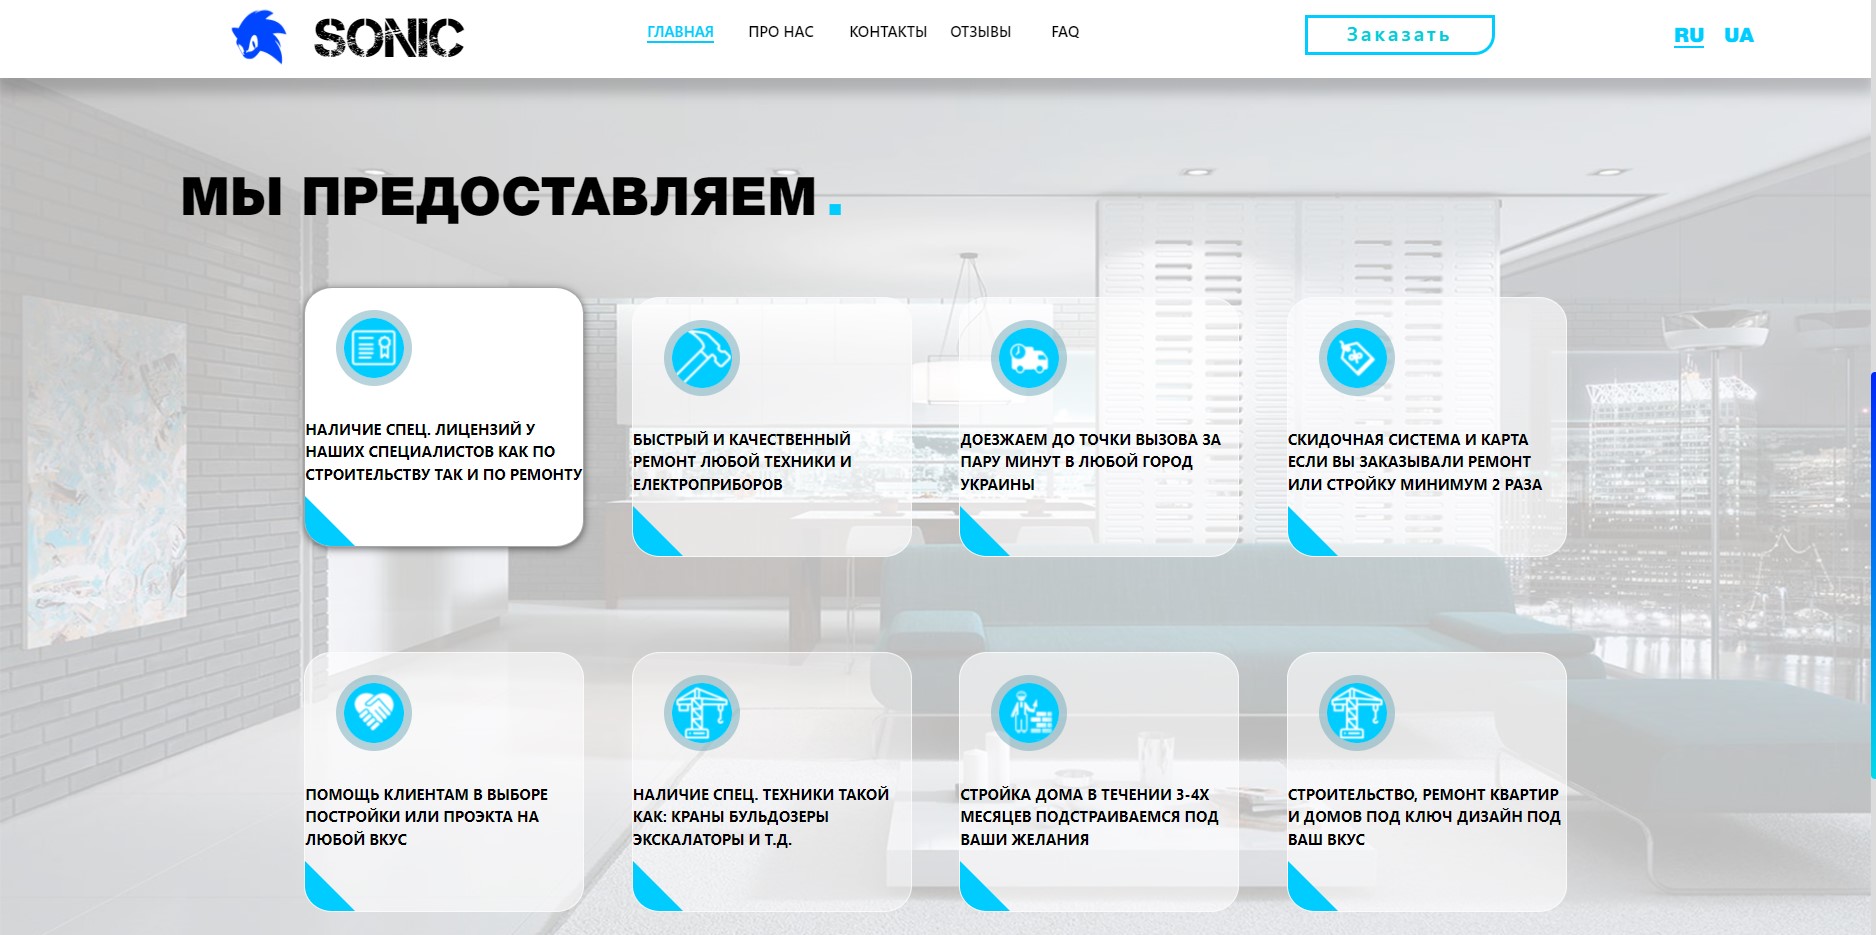 SONIC
ГЛАВНАЯ ПРО НАС КОНТАКТЫ ОТЗЫВЫ FAQ
Заказать
RU UA
МЫ ПРЕДОСТАВЛЯЕМ.
НАЛИЧИЕ СПЕЦ. ЛИЦЕНЗИЙ У
НАШИХ СПЕЦИАЛИСТОВ КАК ПО
СТРОИТЕЛЬСТВУ ТАК И ПО РЕМОНТУ
БЫСТРЫЙ И КАЧЕСТВЕННЫЙ
РЕМОНТ ЛЮБОЙ ТЕХНИКИ И
ЕЛЕКТРОПРИБОРОВ
ДОЕЗЖАЕМ ДО ТОЧКИ ВЫЗОВА ЗА
ПАРУ МИНУТ В ЛЮБОЙ ГОРОД
УКРАИНЫ
СКИДОЧНАЯ СИСТЕМА И КАРТА
ЕСЛИ ВЫ ЗАКАЗЫВАЛИ РЕМОНТ
ИЛИ СТРОЙКУ МИНИМУМ 2 РАЗА
ПОМОЩЬ КЛИЕНТАМ В ВЫБОРЕ
ПОСТРОЙКИ ИЛИ ПРОЭКТА НА
ЛЮБОЙ ВКУС
НАЛИЧИЕ СПЕЦ. ТЕХНИКИ ТАКОЙ
КАК: КРАНЫ БУЛЬДОЗЕРЫ
ЭКСКАЛАТОРЫ И Т.Д.
СТРОЙКА ДОМА В ТЕЧЕНИИ 3-4Х
МЕСЯЦЕВ ПОДСТРАИВАЕМСЯ ПОД
ВАШИ ЖЕЛАНИЯ
СТРОИТЕЛЬСТВО, РЕМОНТ КВАРТИР
И ДОМОВ ПОД КЛЮЧ ДИЗАЙН ПОД
ВАШ ВКУС